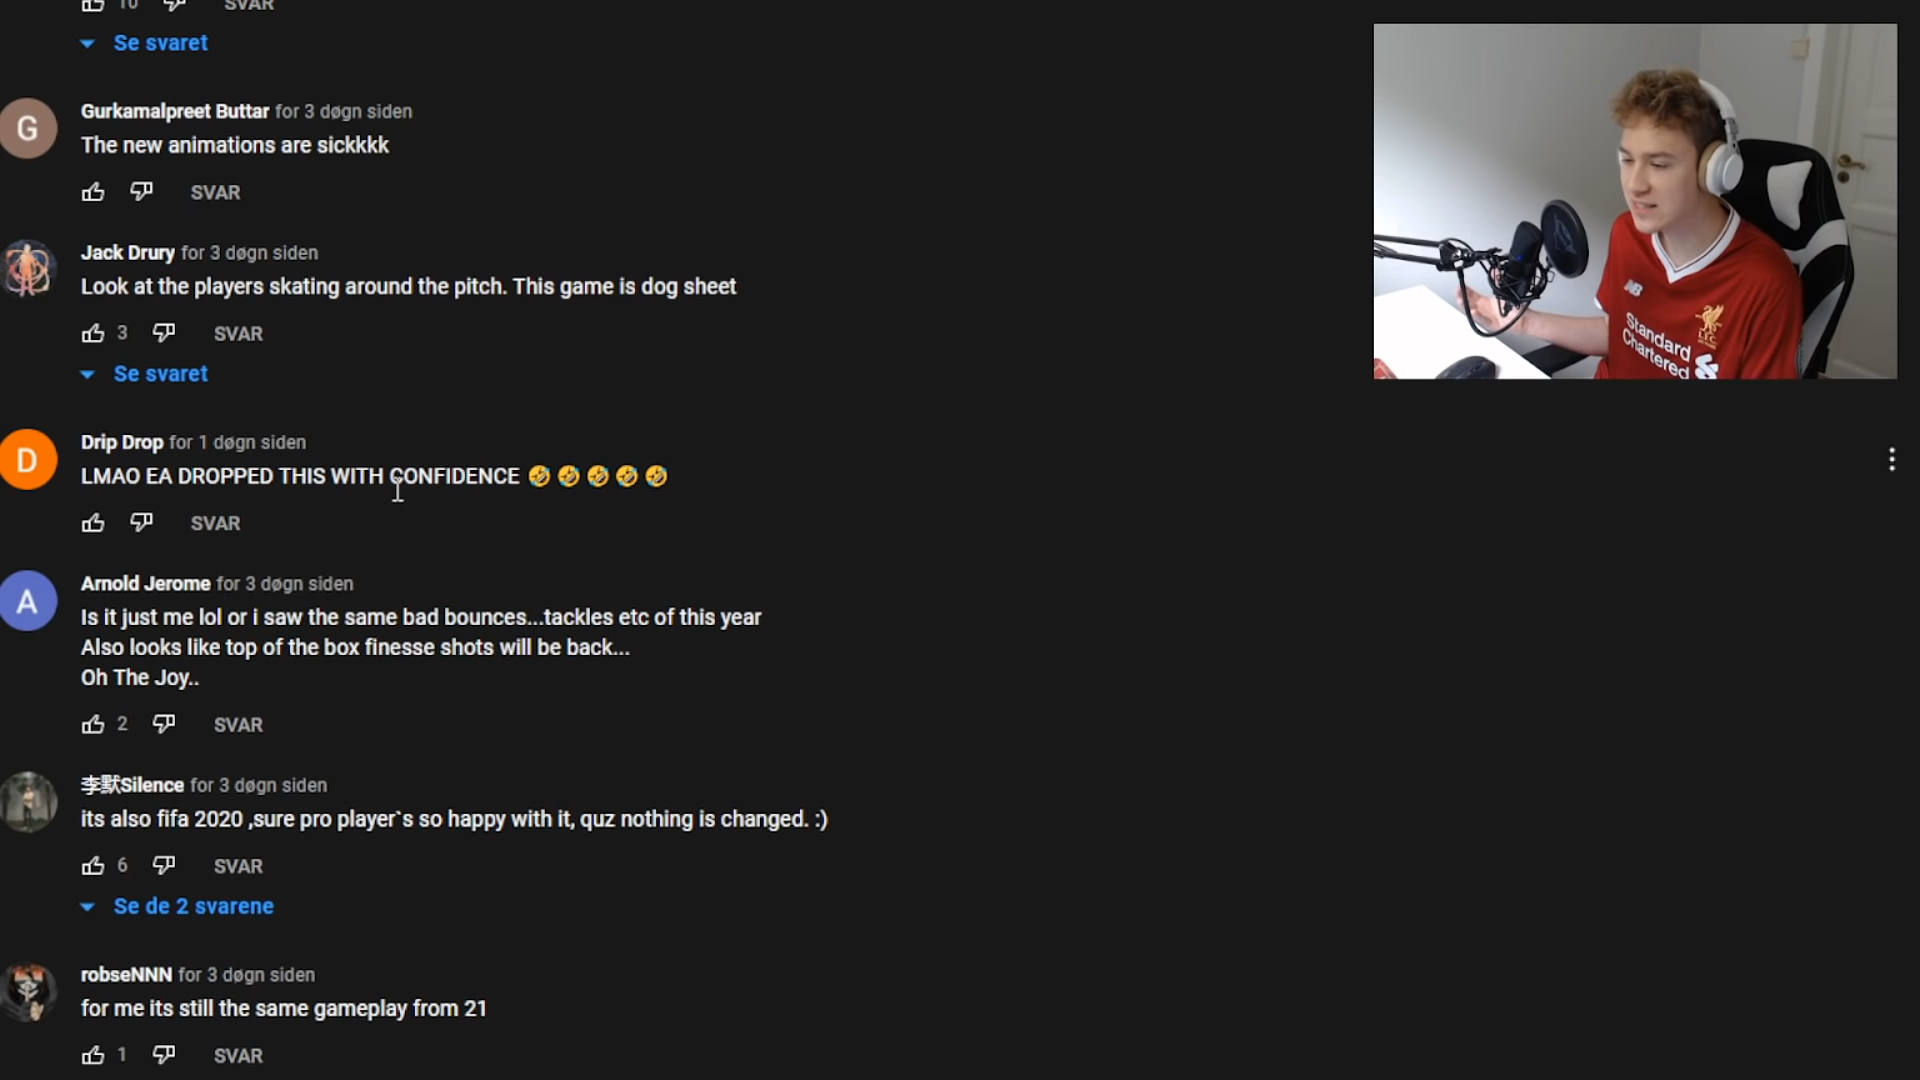 10 SVAR
Se svaret
G
Gurkamalpreet Buttar for 3 døgn siden
The new animations are sickkkk
SVAR
Jack Drury for 3 døgn siden
Look at the players skating around the pitch. This game is dog sheet
3 SVAR
Se svaret
D
Drip Drop for 1 døgn siden
LMAO EA DROPPED THIS WITH CONFIDENCE 🤣 🤣 🤣 🤣 🤣
SVAR
A
Arnold Jerome for 3 døgn siden
Is it just me lol or i saw the same bad bounces...tackles etc of this year
Also looks like top of the box finesse shots will be back...
Oh The Joy..
2 SVAR
李默Silence for 3 døgn siden
its also fifa 2020 ,sure pro player`s so happy with it, quz nothing is changed. :)
6 SVAR
Se de 2 svarene
robseNNN for 3 døgn siden
for me its still the same gameplay from 21
1 SVAR
NB
L.F.C.
Standard
Chartered